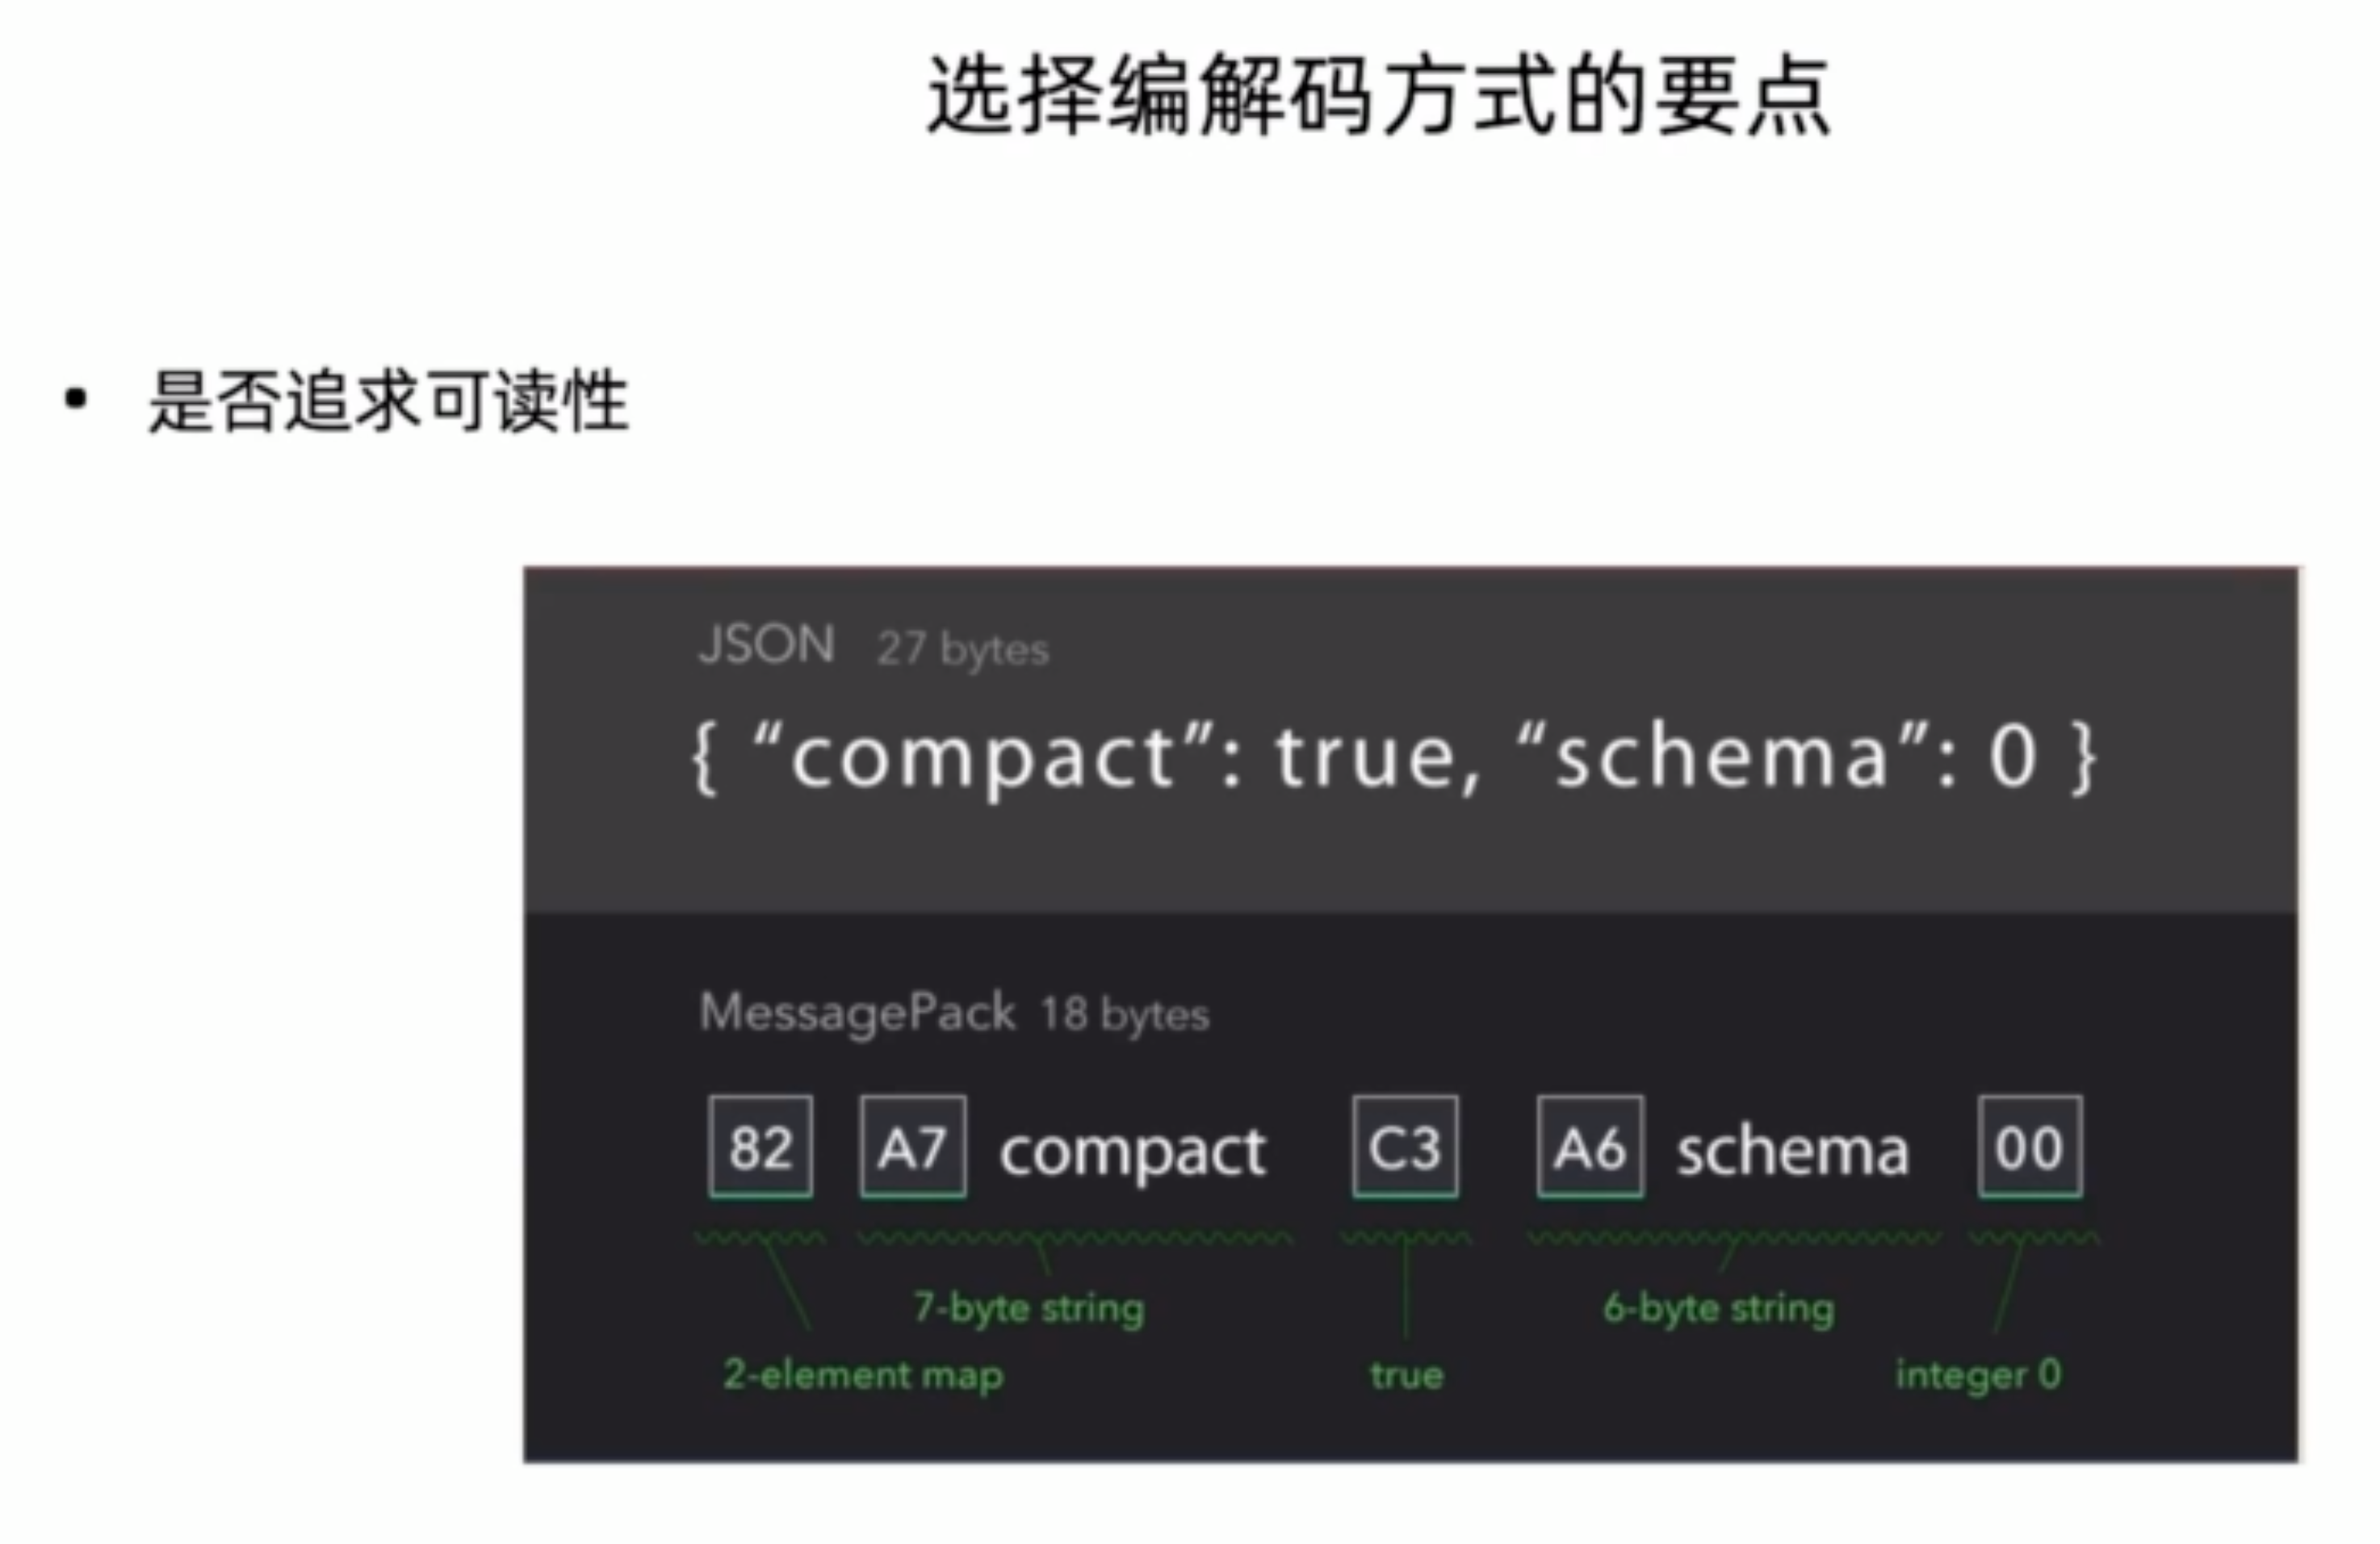 选择编解码方式的要点
• 是否追求可读性
JSON 27 bytes
{ “compact”: true, “schema”: 0 }
MessagePack 18 bytes
82 A7 compact C3 A6 schema 00
7-byte string 6-byte string
2-element map true integer 0